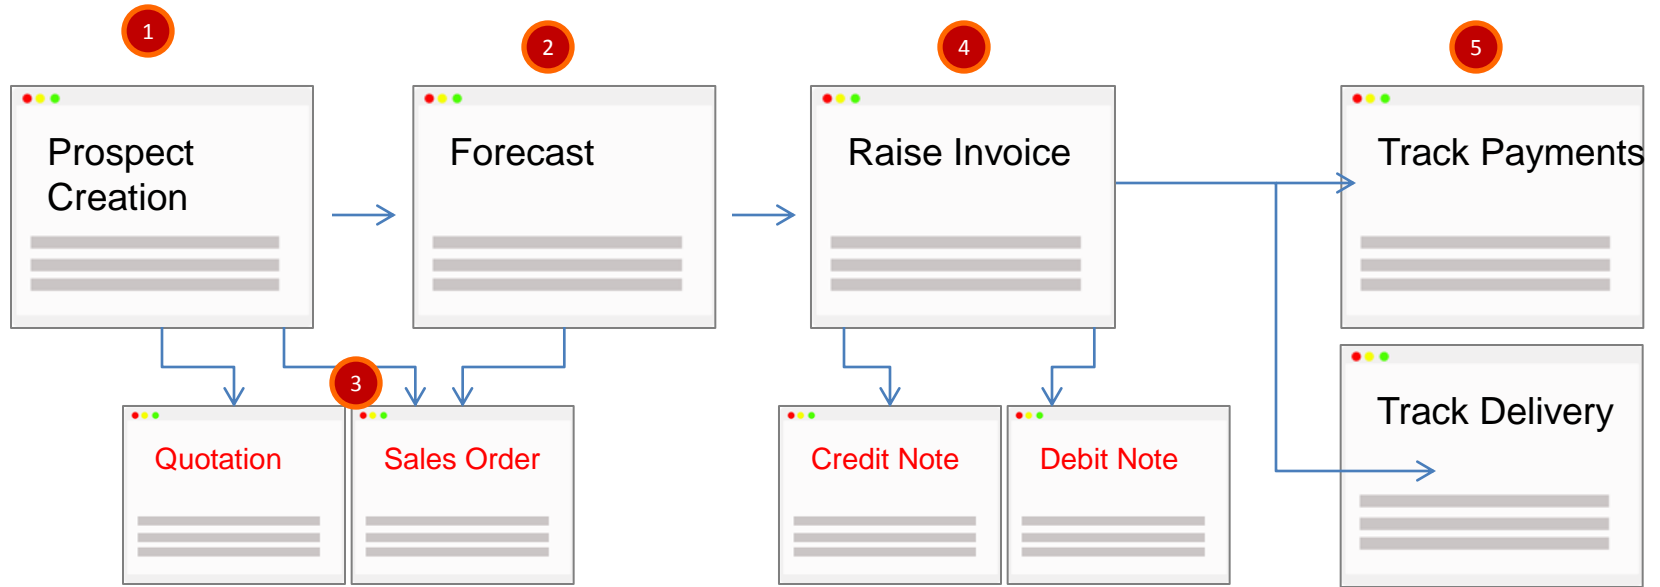 1
2
4
5
Prospect
Creation
Forecast
Raise Invoice
Track Payments
3
Quotation
Sales Order
Credit Note
Debit Note
Track Delivery